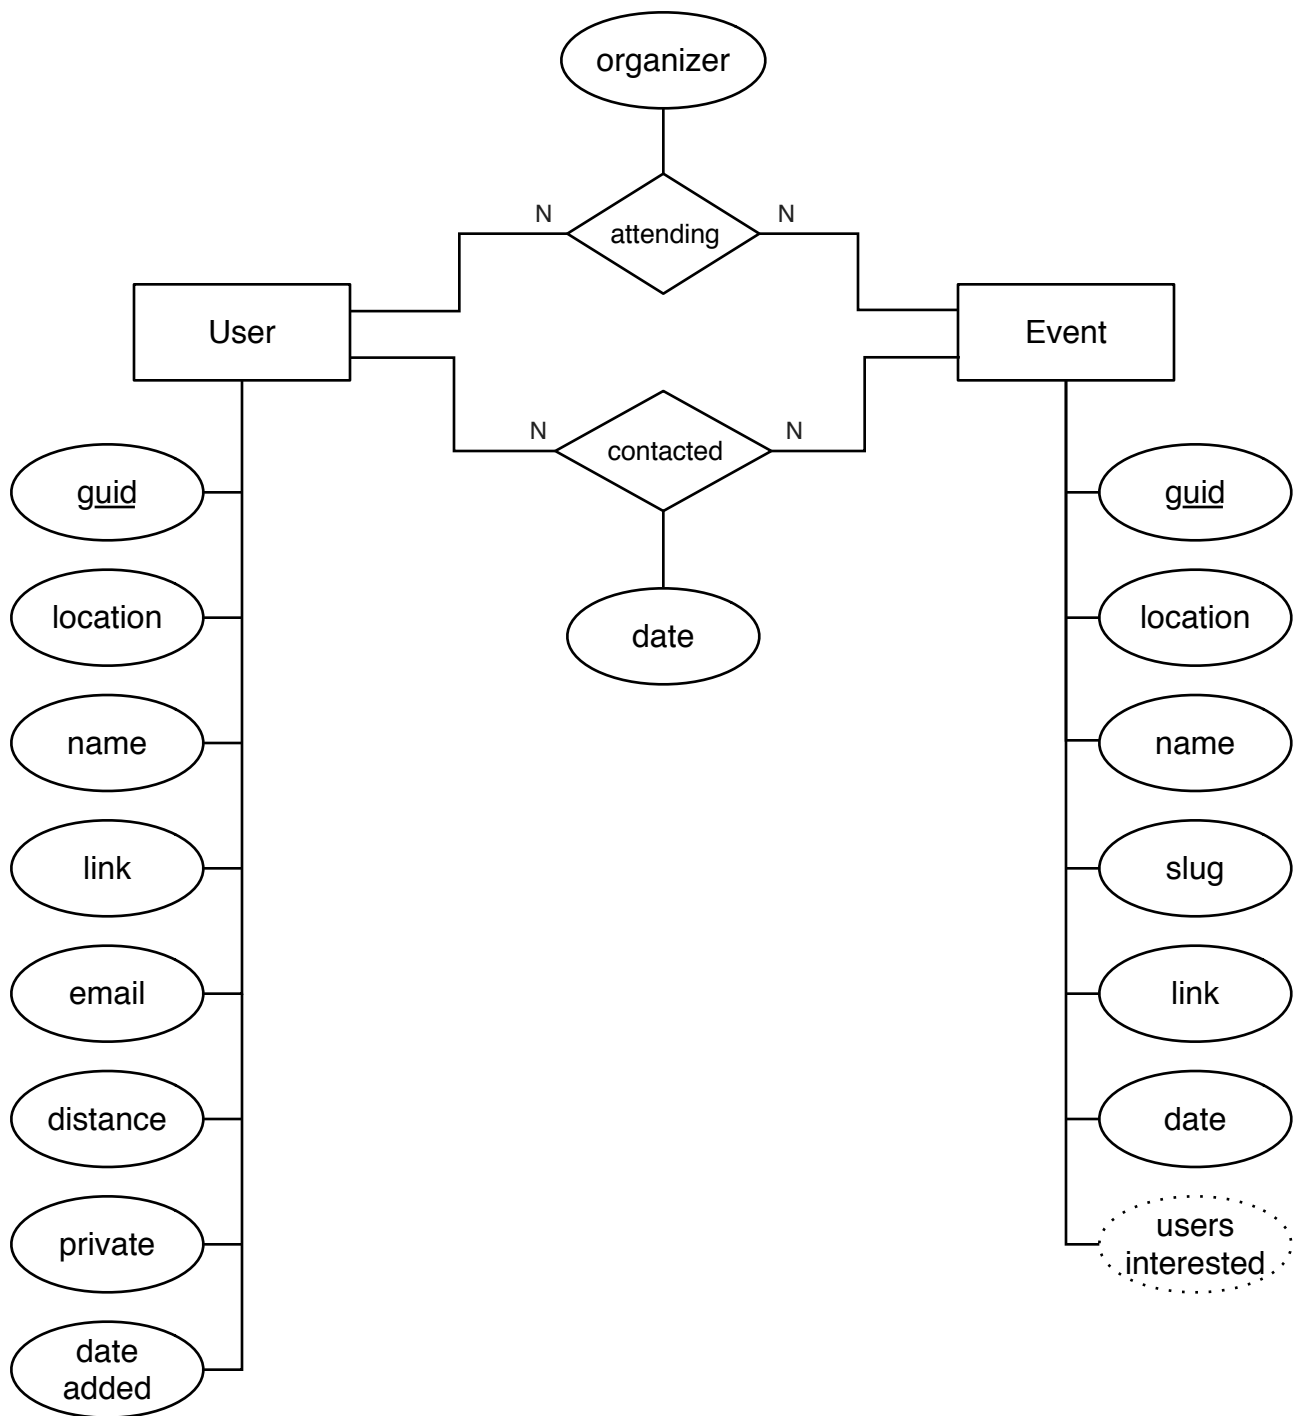 organizer
N
attending
N
User
Event
N
contacted
N
guid
guid
location
date
location
name
name
link
slug
email
link
distance
date
private
users
interested
date
added